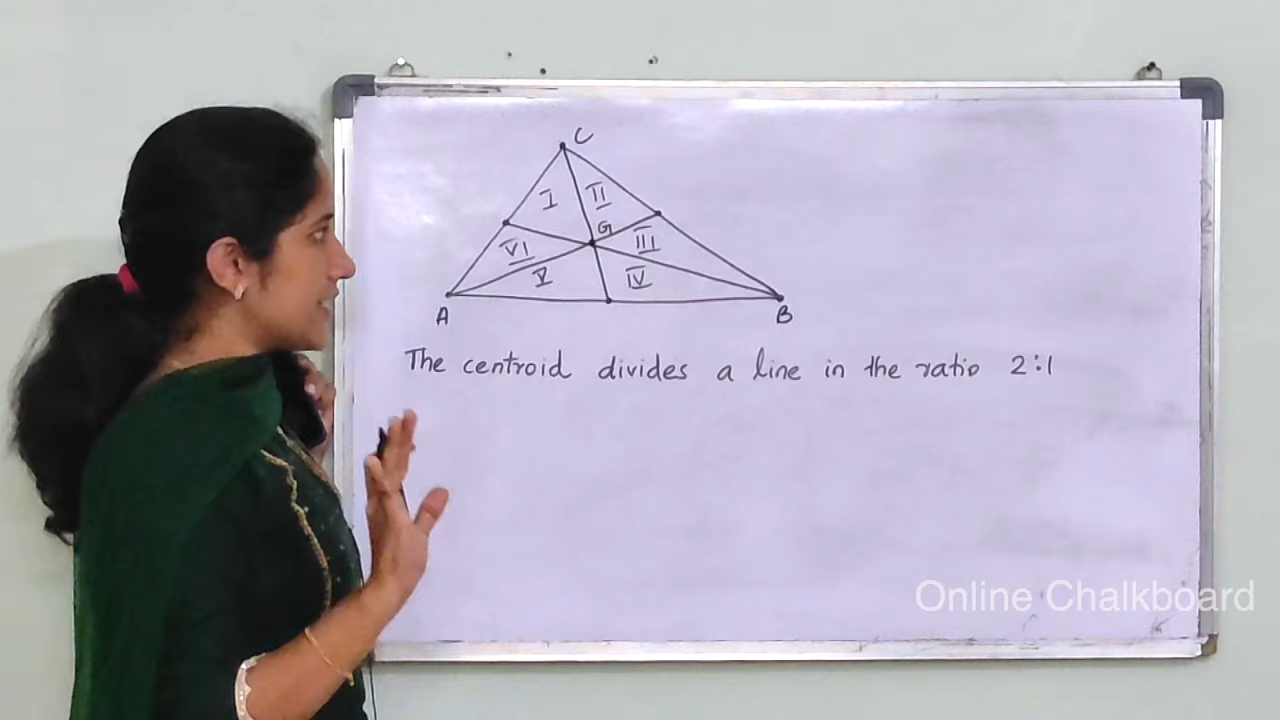 C
I II
G
VI III
V IV
A B
The centroid divides a line in the ratio 2:1
Online Chalkboard